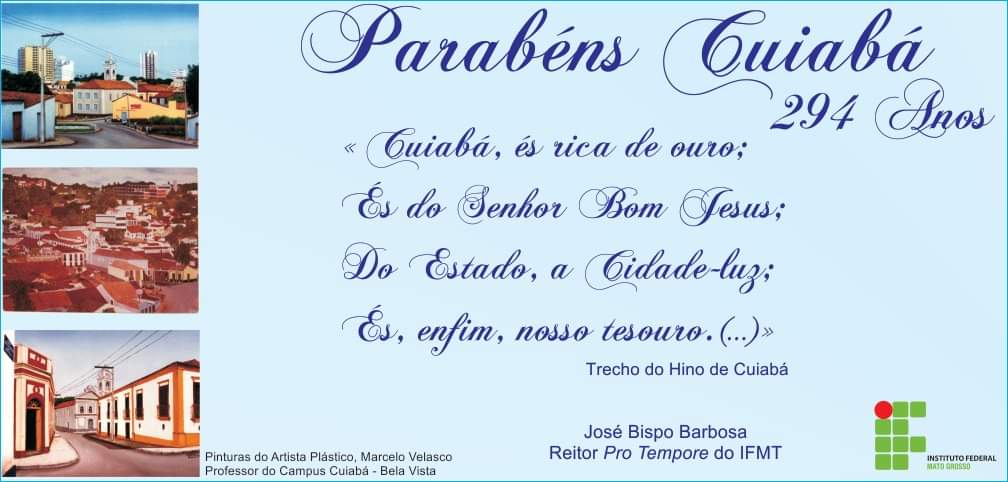 Parabéns Cuiabá
294 Anos
« Cuiabá, és rica de ouro;
És do Senhor Bom Jesus;
Do Estado, a Cidade-luz;
És, enfim, nosso tesouro.(...)»
Trecho do Hino de Cuiabá
José Bispo Barbosa
Reitor Pro Tempore do IFMT
Pinturas do Artista Plástico, Marcelo Velasco
Professor do Campus Cuiabá - Bela Vista
INSTITUTO FEDERAL
MATO GROSSO